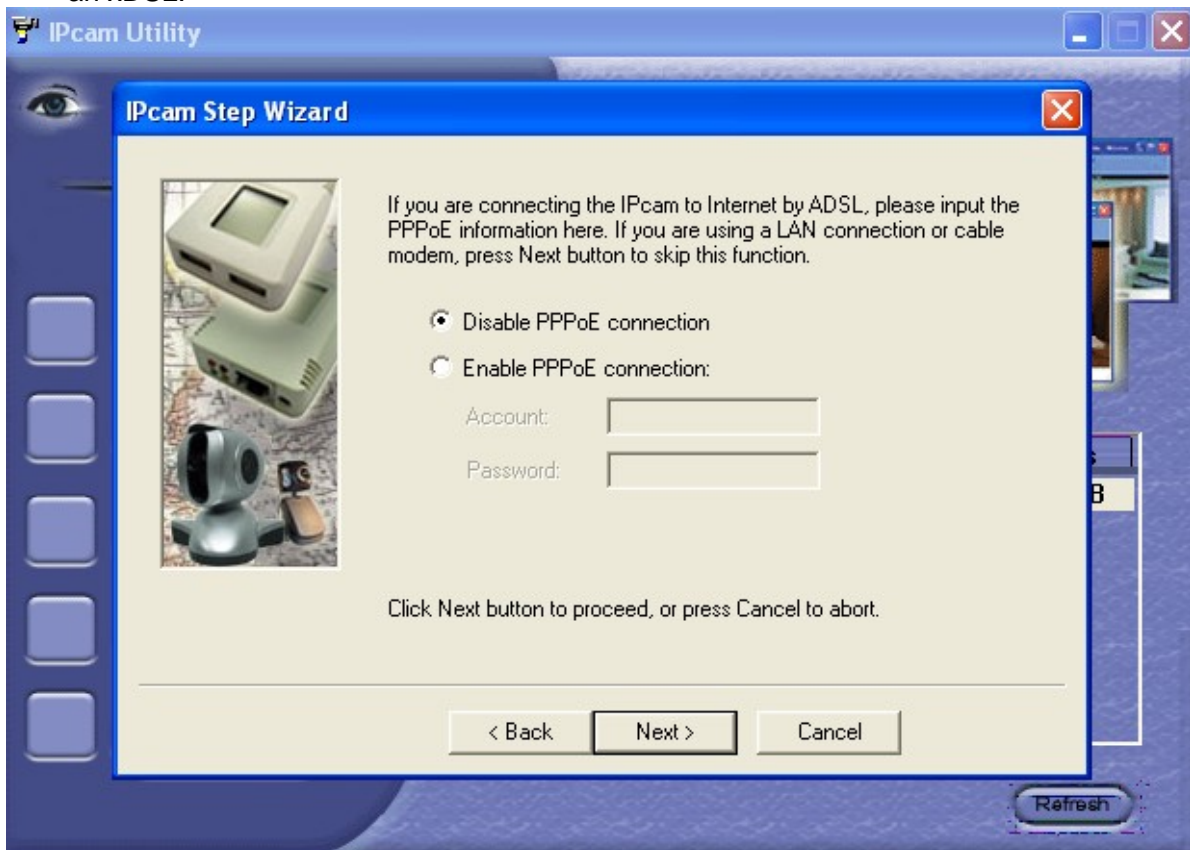 IPcam Utility
IPcam Step Wizard
If you are connecting the IPcam to Internet by ADSL, please input the
PPPoE information here. If you are using a LAN connection or cable
modem, press Next button to skip this function.
Disable PPPoE connection
Enable PPPoE connection:
Account:
Password:
s
B
Click Next button to proceed, or press Cancel to abort.
< Back
Next >
Cancel
Refresh